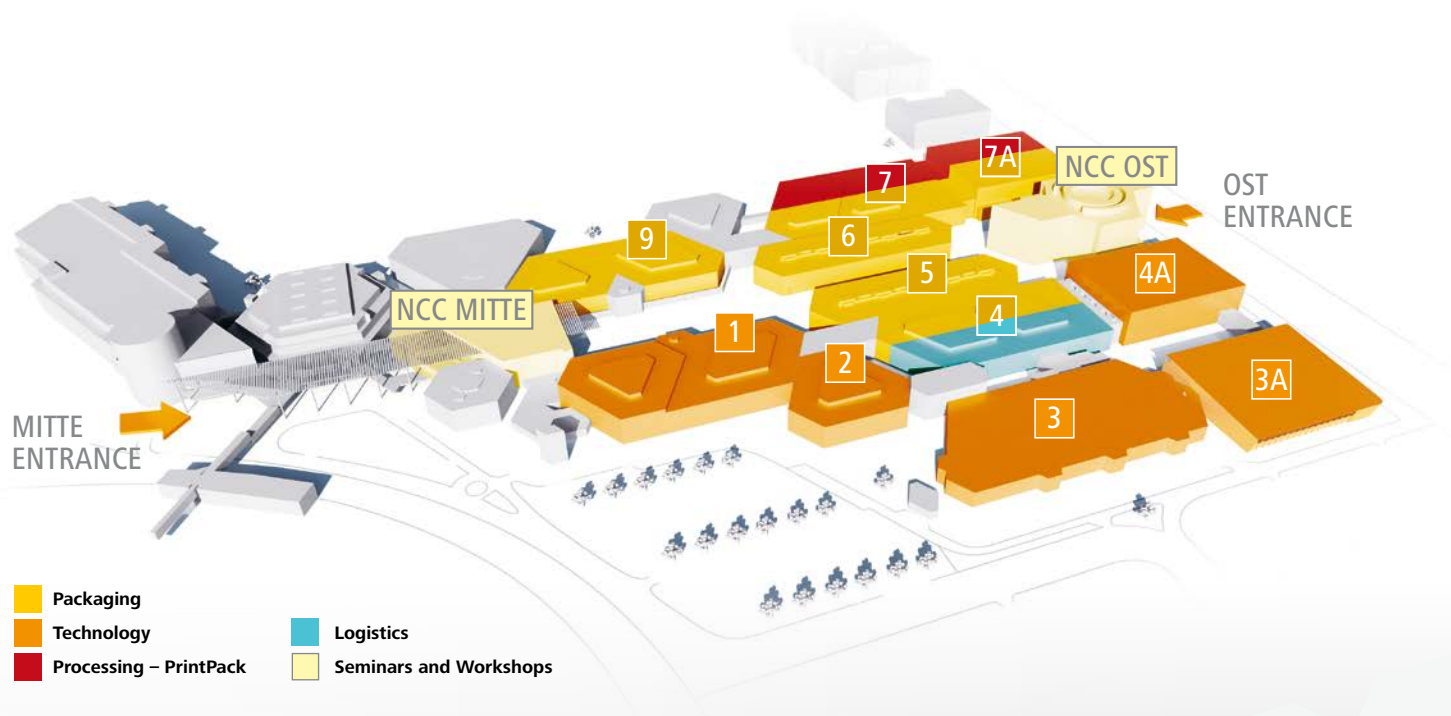 7A
NCC OST
7
OST
ENTRANCE
9
6
5
4A
NCC MITTE
4
1
2
3A
3
MITTE
ENTRANCE
Packaging
Technology
Processing – PrintPack
Logistics
Seminars and Workshops